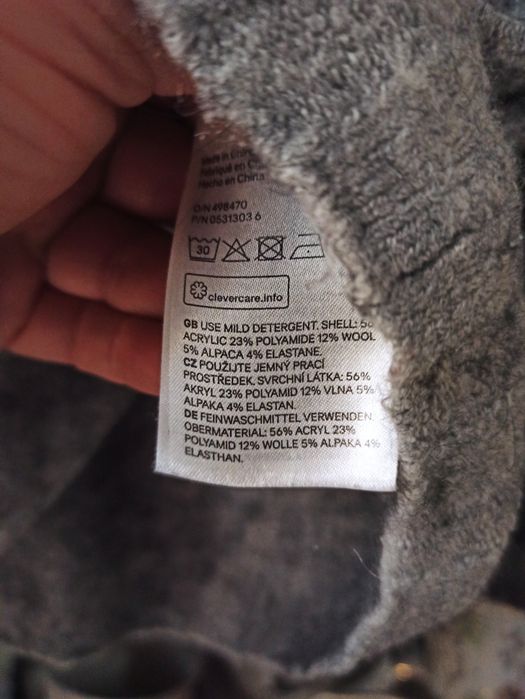 Made in China
Fabriqué en
Hecho en China
O/N 498470
P/N 0531303 6
30
clevercare.info
GB USE MILD DETERGENT. SHELL:
ACRYLIC 23% POLYAMIDE 12% WOOL
5% ALPACA 4% ELASTANE.
CZ POUŽIJTE JEMNÝ PRACÍ
PROSTŘEDEK. SVRCHNÍ LÁTKA: 56%
AKRYL 23% POLYAMID 12% VLNA 5%
ALPAKA 4% ELASTAN.
DE FEINWASCHMITTEL VERWENDEN.
OBERMATERIAL: 56% ACRYL 23%
POLYAMID 12% WOLLE 5% ALPAKA 4%
ELASTHAN.